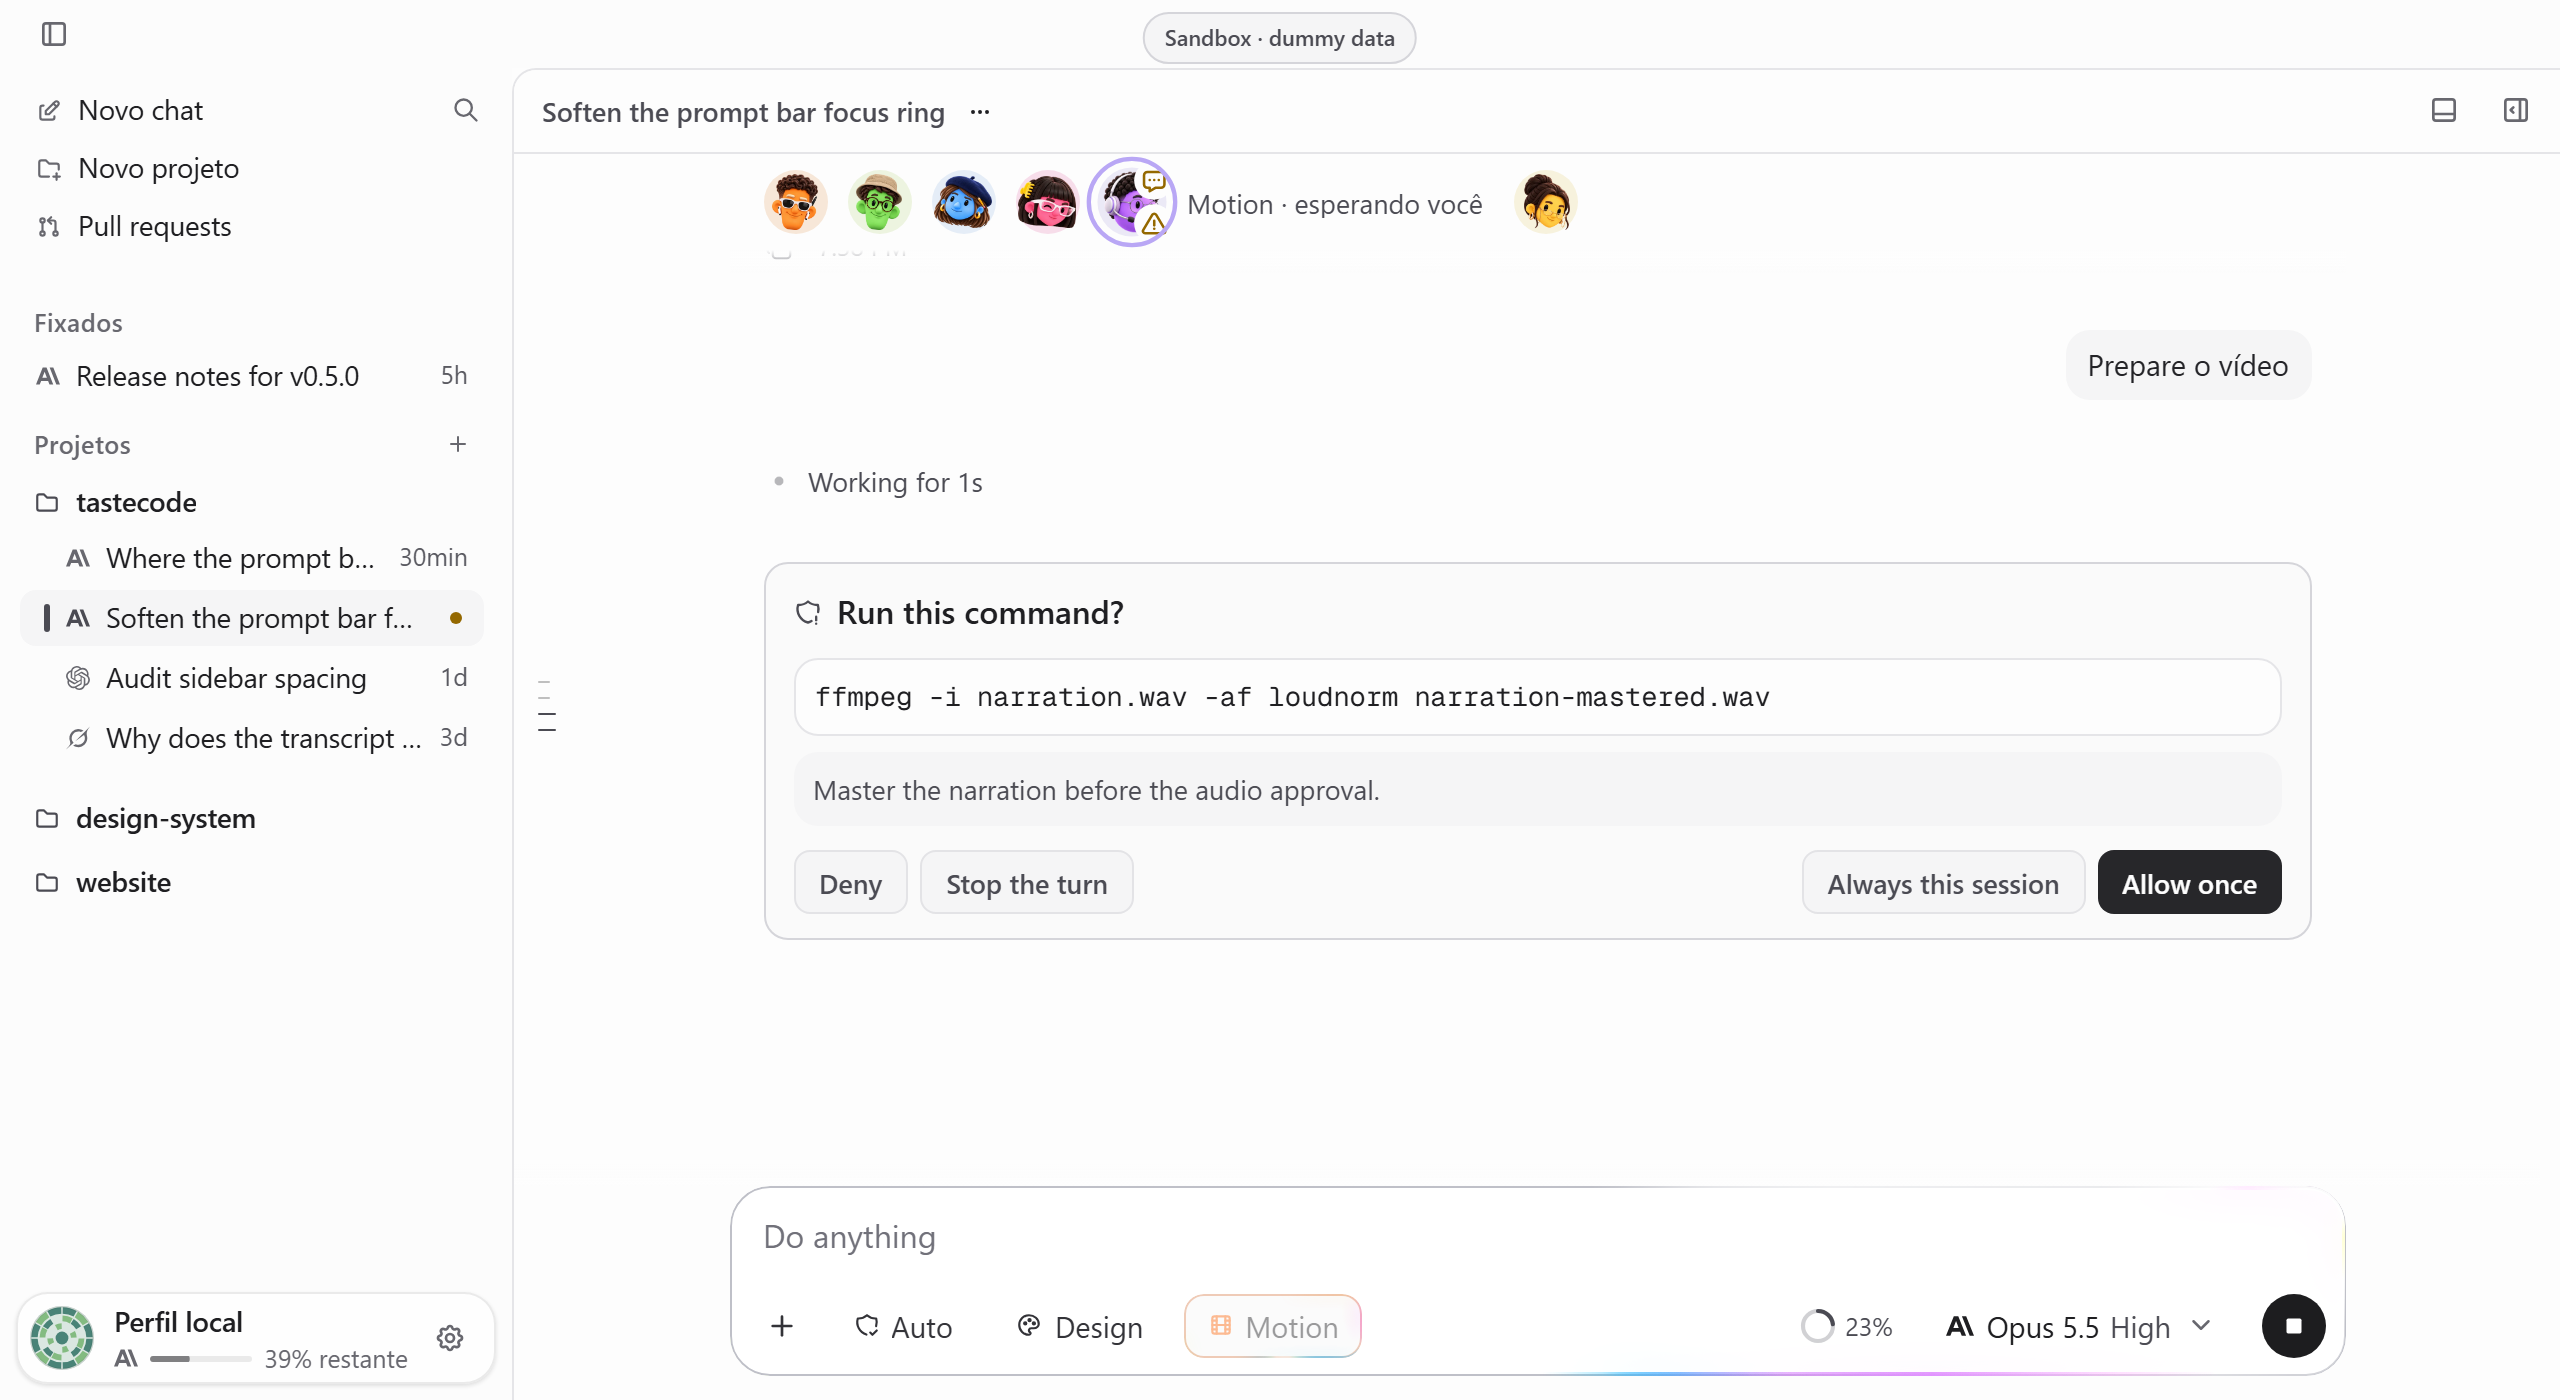 Sandbox · dummy data
Novo chat
Novo projeto
Pull requests
Fixados
Release notes for v0.5.0 5h
Projetos
tastecode
Where the prompt b... 30min
Soften the prompt bar f...
Audit sidebar spacing 1d
Why does the transcript ... 3d
design-system
website
Perfil local
39% restante
Soften the prompt bar focus ring
Motion · esperando você
Prepare o vídeo
Working for 1s
Run this command?
ffmpeg -i narration.wav -af loudnorm narration-mastered.wav
Master the narration before the audio approval.
Deny Stop the turn Always this session Allow once
Do anything
Auto Design Motion 23% Opus 5.5 High